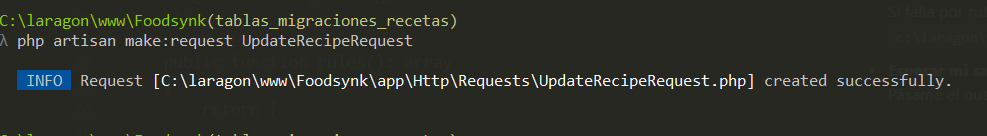 C:\laragon\www\Foodsynk(tablas_migraciones_recetas)
λ php artisan make:request UpdateRecipeRequest
INFO Request [C:\laragon\www\Foodsynk\app\Http\Requests\UpdateRecipeRequest.php] created successfully.